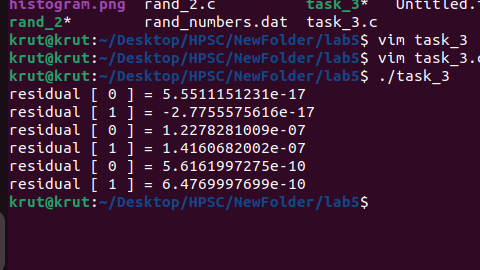 histogram.png rand_2.c task_3* Untitled.
rand_2* rand_numbers.dat task_3.c
krut@krut:~/Desktop/HPSC/NewFolder/lab5$ vim task_3
krut@krut:~/Desktop/HPSC/NewFolder/lab5$ vim task_3.
krut@krut:~/Desktop/HPSC/NewFolder/lab5$ ./task_3
residual [ 0 ] = 5.5511151231e-17
residual [ 1 ] = -2.7755575616e-17
residual [ 0 ] = 1.2278281009e-07
residual [ 1 ] = 1.4160682002e-07
residual [ 0 ] = 5.6161997275e-10
residual [ 1 ] = 6.4769997699e-10
krut@krut:~/Desktop/HPSC/NewFolder/lab5$